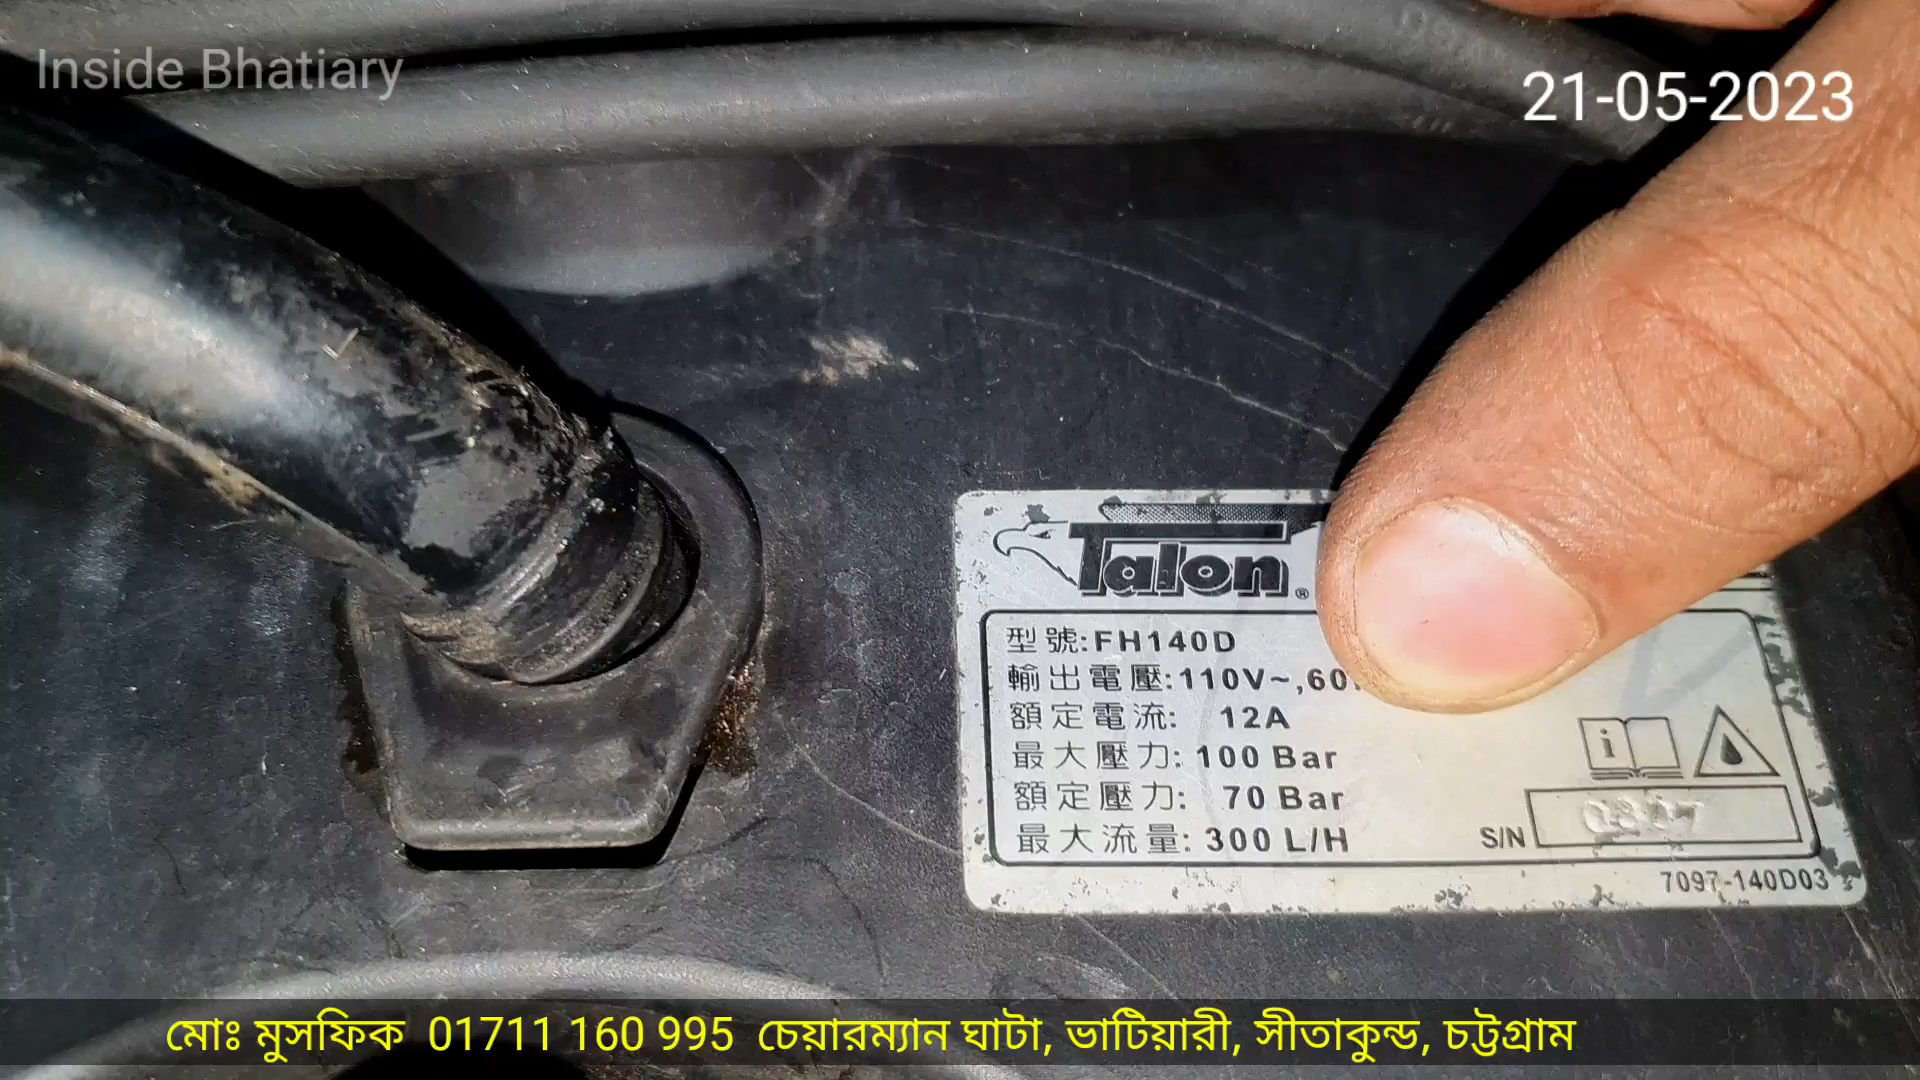 Inside Bhatiary
21-05-2023
Talon®
型號:FH140D
輸出電壓:110V~,60
額定電流: 12A
最大壓力: 100 Bar
額定壓力: 70 Bar
最大流量: 300 L/H
S/N 0807
7097-140D03
মোঃ মুসফিক 01711 160 995 চেয়ারম্যান ঘাটা, ভাটিয়ারী, সীতাকুন্ড, চট্টগ্রাম